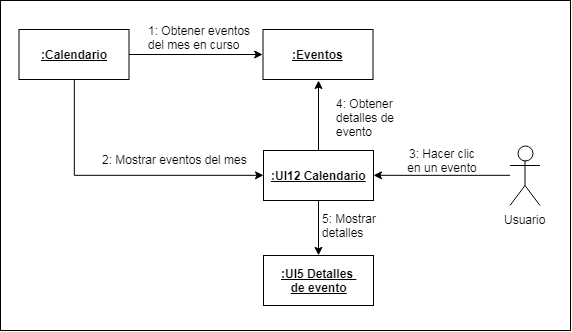 1: Obtener eventos
del mes en curso
:Calendario
:Eventos
4: Obtener
detalles de
evento
2: Mostrar eventos del mes
3: Hacer clic
en un evento
:UI12 Calendario
Usuario
5: Mostrar
detalles
:UI5 Detalles
de evento